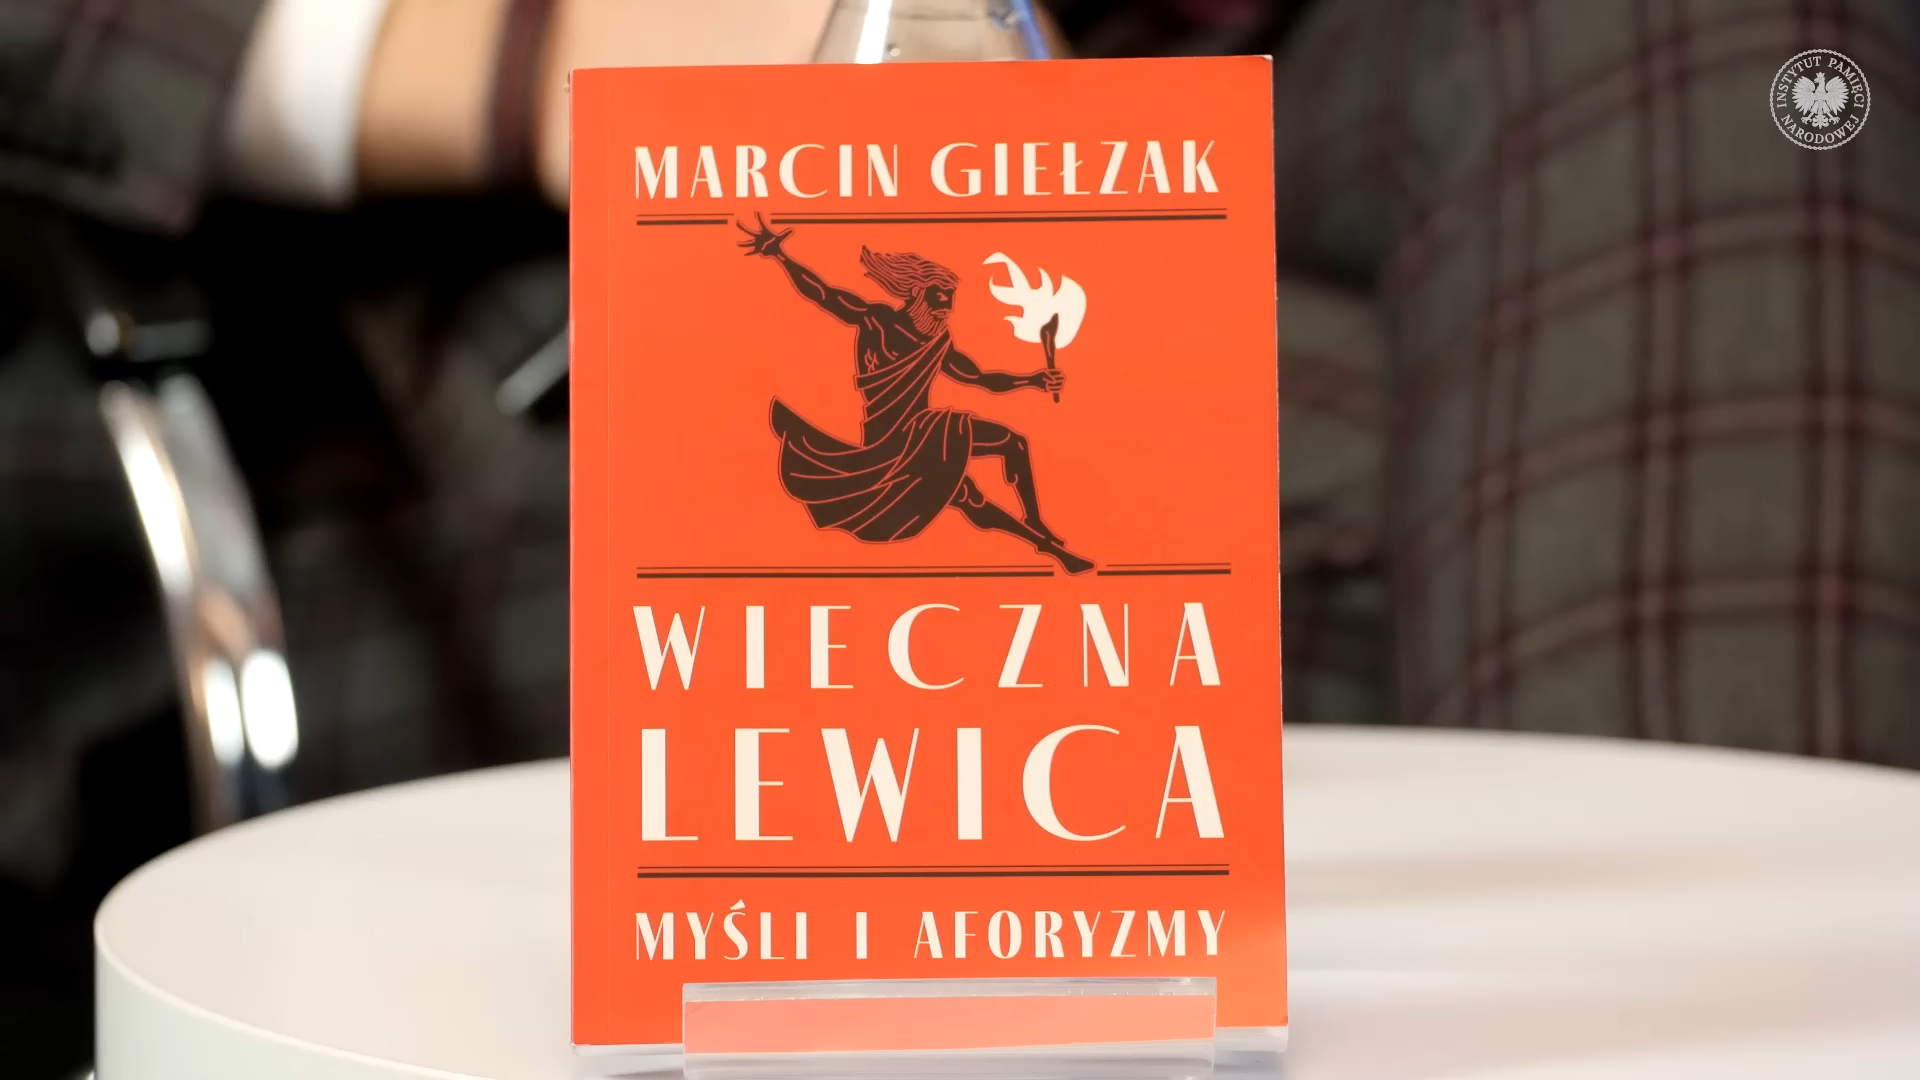 MARCIN GIEŁZAK
WIECZNA
LEWICA
MYŚLI I AFORYZMY
INSTYTUT PAMIĘCI
NARODOWEJ